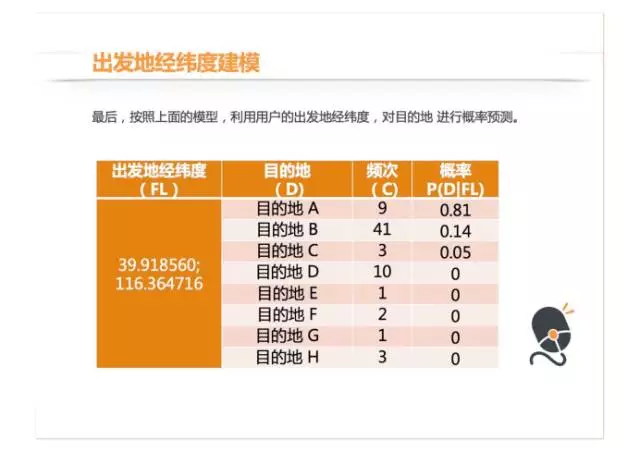 出发地经纬度建模
最后，按照上面的模型，利用用户的出发地经纬度，对目的地 进行概率预测。
出发地经纬度 目的地 频次 概率
（FL） （D） （C） P(D|FL)
目的地 A 9 0.81
目的地 B 41 0.14
目的地 C 3 0.05
39.918560; 目的地 D 10 0
116.364716 目的地 E 1 0
目的地 F 2 0
目的地 G 1 0
目的地 H 3 0